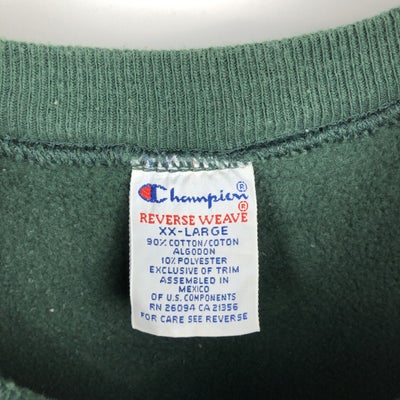 Champion®
REVERSE WEAVE®
XX-LARGE
90% COTTON/COTON
ALGODON
10% POLYESTER
EXCLUSIVE OF TRIM
ASSEMBLED IN
MEXICO
OF U.S. COMPONENTS
RN 26094 CA 21356
FOR CARE SEE REVERSE